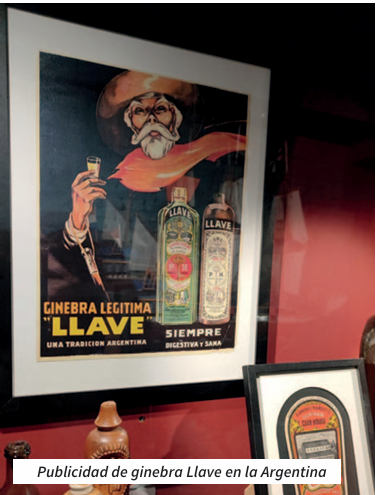 LLAVE
LLAVE
GINEBRA LEGITIMA
"LLAVE"
UNA TRADICION ARGENTINA
SIEMPRE
DIGESTIVA Y SANA
Publicidad de ginebra Llave en la Argentina